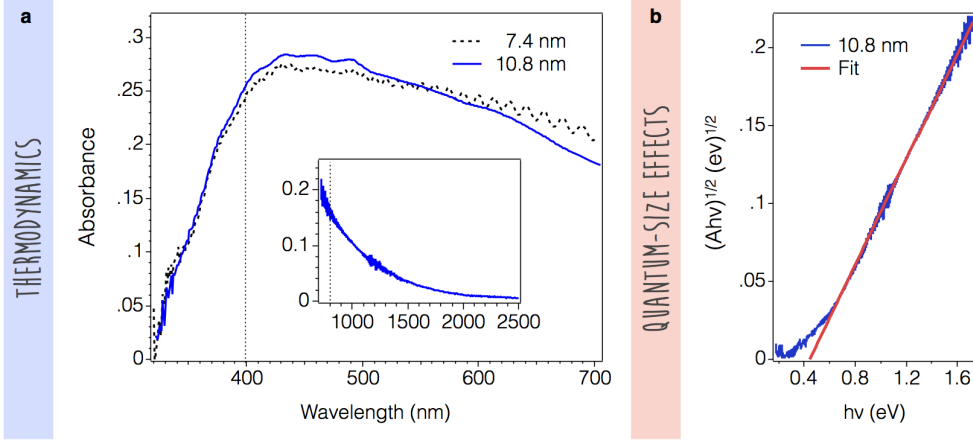 a
THERMODYNAMICS
.3
.25
.2
.15
.1
.05
0
Absorbance
7.4 nm
10.8 nm
0.2
0.1
0
1000 1500 2000 2500
400 500 600 700
Wavelength (nm)
QUANTUM-SIZE EFFECTS
b
.2
.15
.1
.05
0
(Ahν)1/2 (ev)1/2
10.8 nm
Fit
0.4 0.8 1.2 1.6
hν (eV)